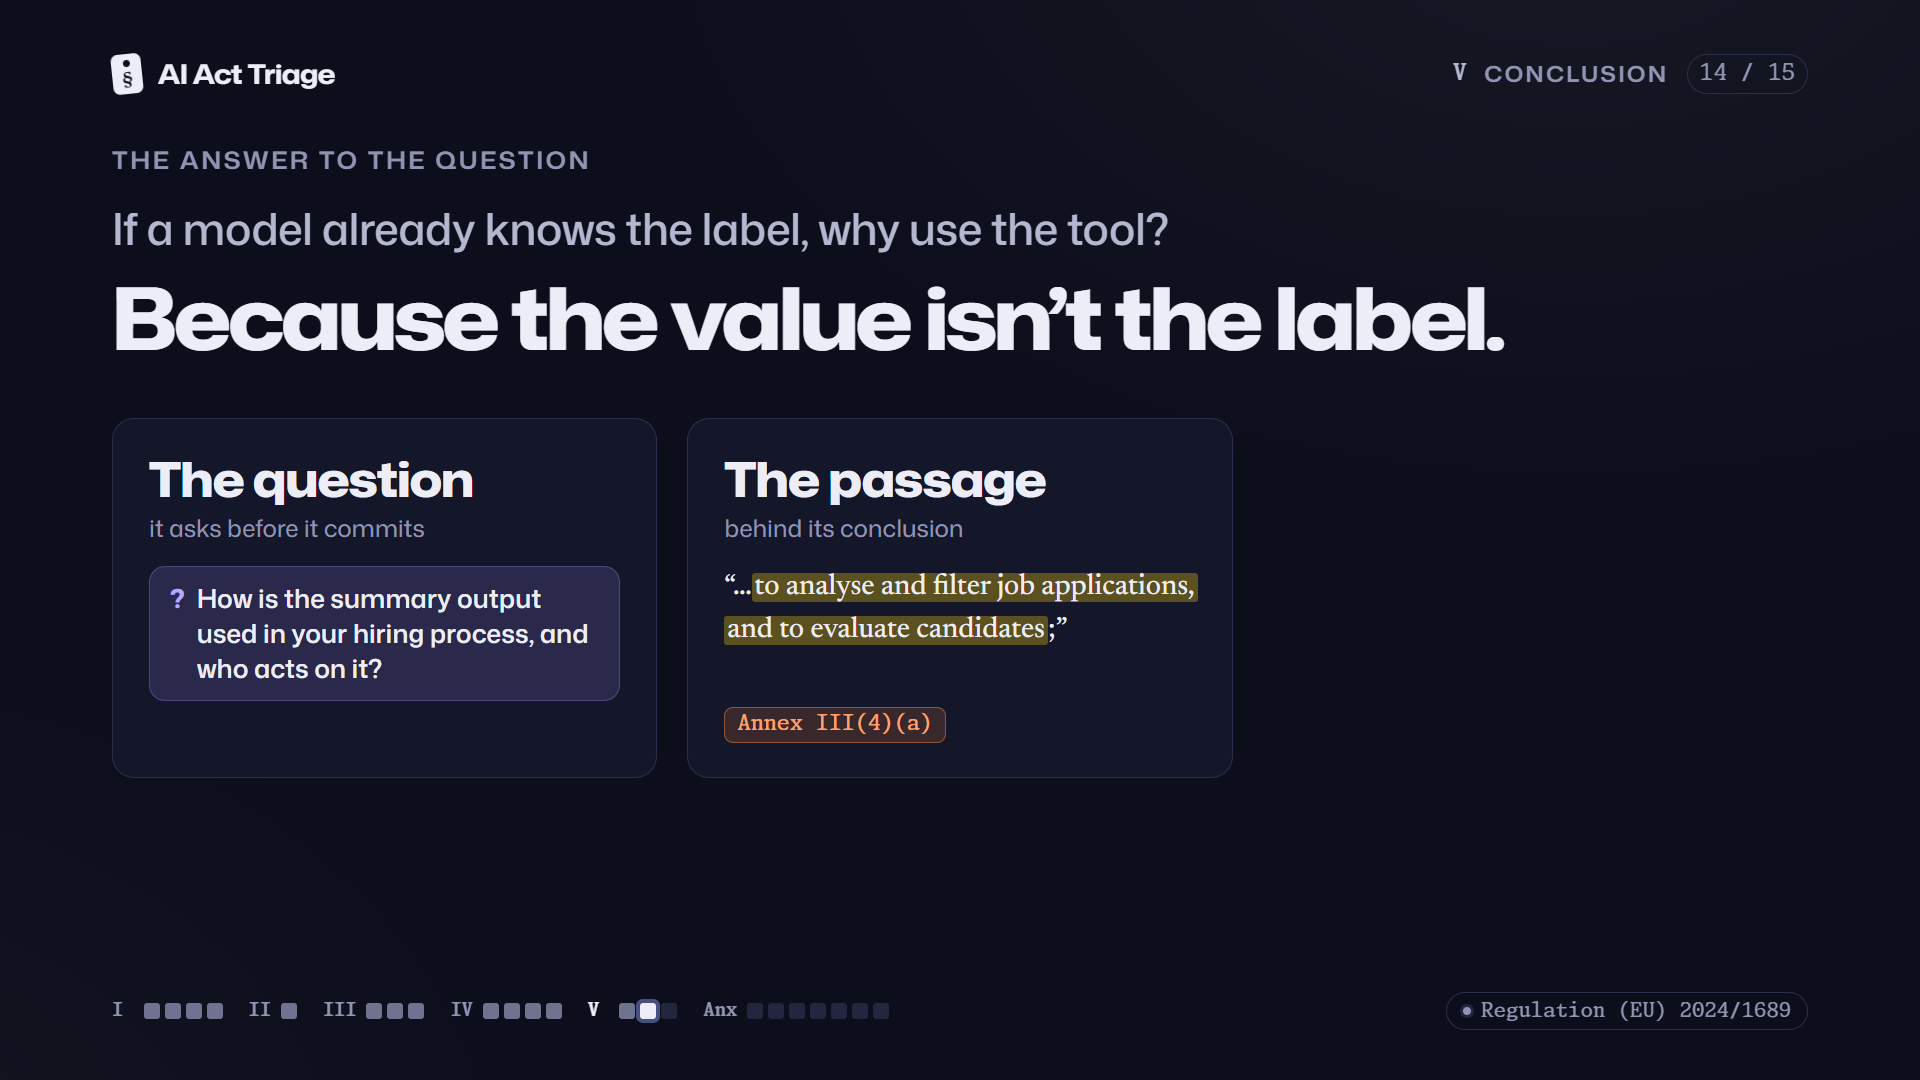 § AI Act Triage
V CONCLUSION 14 / 15
THE ANSWER TO THE QUESTION
If a model already knows the label, why use the tool?
Because the value isn’t the label.
The question
it asks before it commits
? How is the summary output
used in your hiring process, and
who acts on it?
The passage
behind its conclusion
“…to analyse and filter job applications,
and to evaluate candidates;”
Annex III(4)(a)
I II III IV V Anx
Regulation (EU) 2024/1689